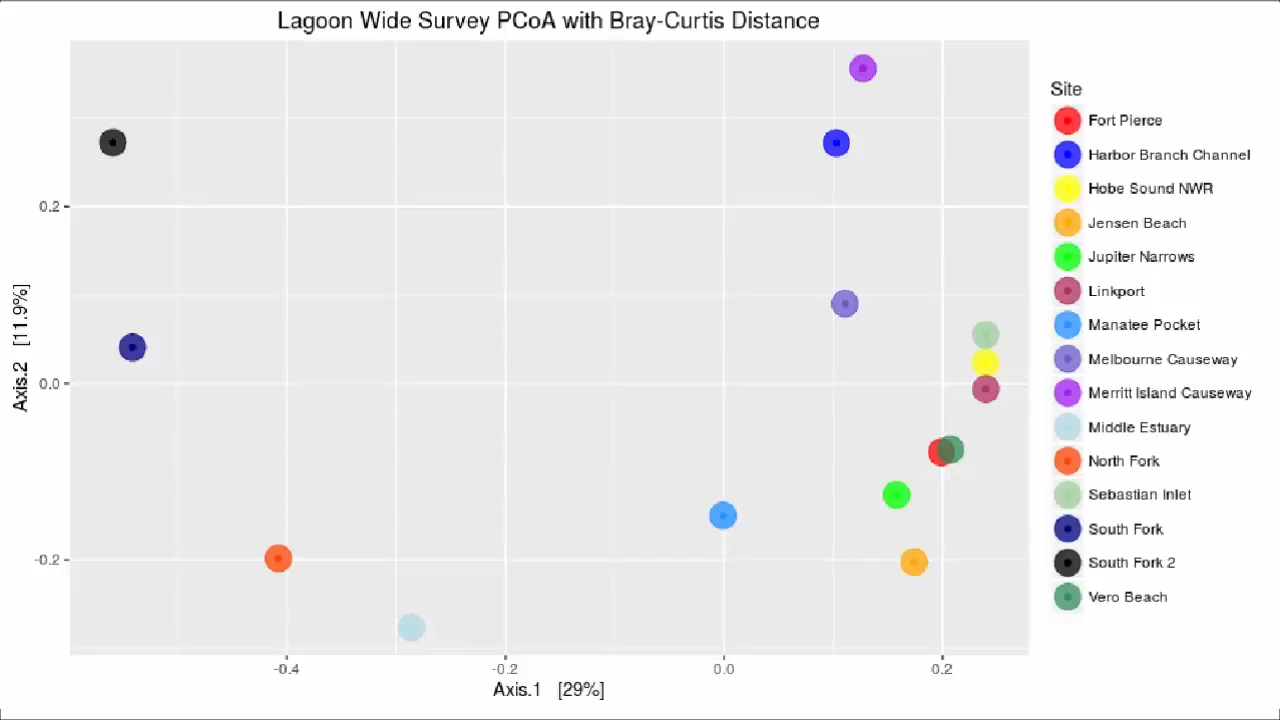 Lagoon Wide Survey PCoA with Bray-Curtis Distance
Site
Fort Pierce
Harbor Branch Channel
Hobe Sound NWR
Jensen Beach
Jupiter Narrows
Linkport
Manatee Pocket
Melbourne Causeway
Merritt Island Causeway
Middle Estuary
North Fork
Sebastian Inlet
South Fork
South Fork 2
Vero Beach
Axis.2 [11.9%]
0.2
0.0
-0.2
-0.4 -0.2 0.0 0.2
Axis.1 [29%]